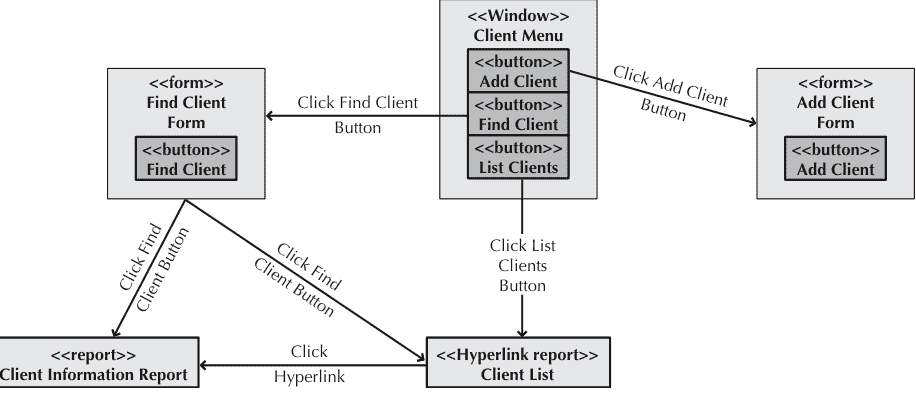 <<Window>>
Client Menu
<<button>>
Add Client
<<button>>
Find Client
<<button>>
List Clients
<<form>>
Find Client
Form
<<button>>
Find Client
Click Find Client
Button
Click Add Client
Button
<<form>>
Add Client
Form
<<button>>
Add Client
Click Find
Client Button
Click Find
Client Button
Click List
Clients
Button
<<report>>
Client Information Report
Click
Hyperlink
<<Hyperlink report>>
Client List